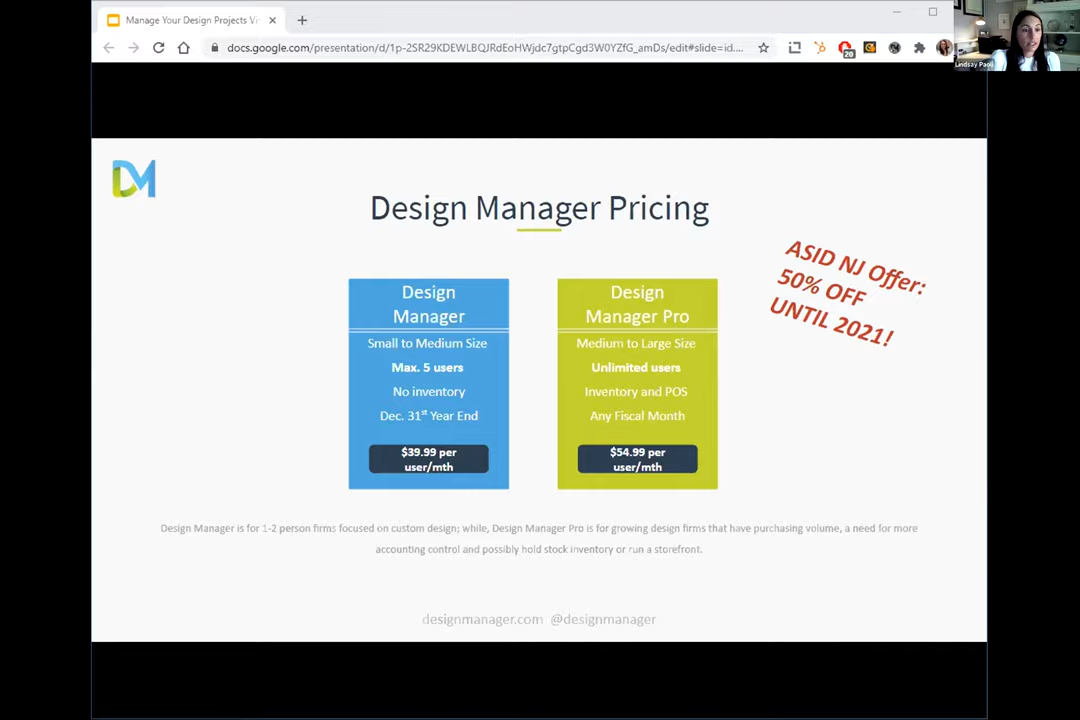 Manage Your Design Projects Vi
docs.google.com/presentation/d/1p-2SR29KDEWLBQJRdEoHWjdc7gtpCgd3W0YZfG_amDs/edit#slide=id....
20
Lindsay Paol
DM
Design Manager Pricing
ASID NJ Offer:
50% OFF
UNTIL 2021!
Design
Manager
Small to Medium Size
Max. 5 users
No inventory
Dec. 31st Year End
$39.99 per
user/mth
Design
Manager Pro
Medium to Large Size
Unlimited users
Inventory and POS
Any Fiscal Month
$54.99 per
user/mth
Design Manager is for 1-2 person firms focused on custom design; while, Design Manager Pro is for growing design firms that have purchasing volume, a need for more
accounting control and possibly hold stock inventory or run a storefront.
designmanager.com @designmanager